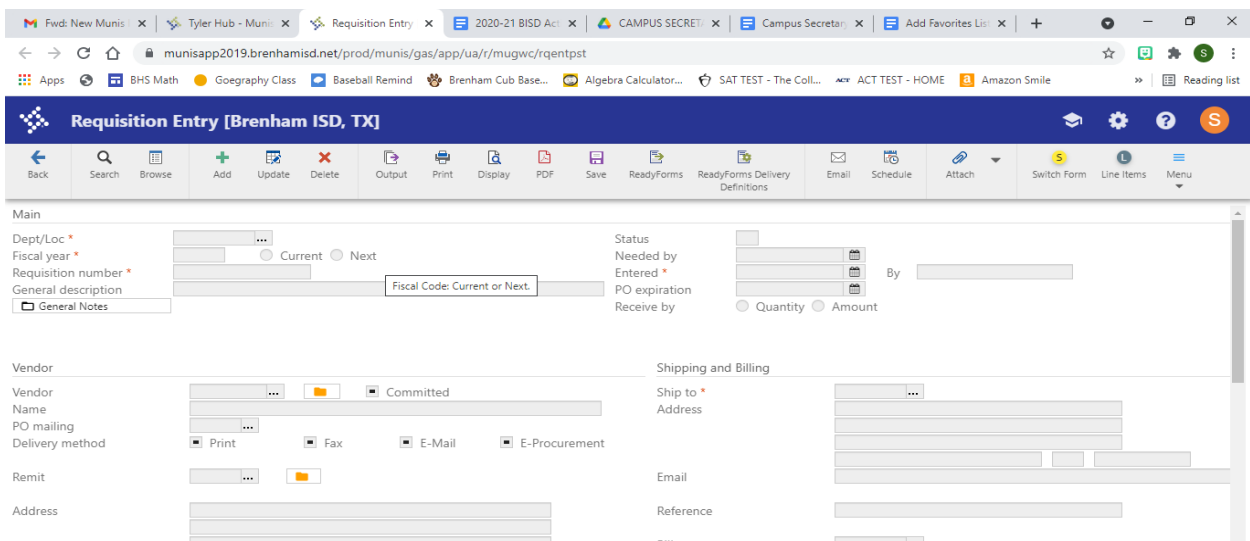 Fwd: New Munis
Tyler Hub - Munis
Requisition Entry
2020-21 BISD Act
CAMPUS SECRET
Campus Secretary
Add Favorites List
munisapp2019.brenhamisd.net/prod/munis/gas/app/ua/r/mugwc/rqentpst
S
Apps
BHS Math
Goegraphy Class
Baseball Remind
Brenham Cub Base...
Algebra Calculator...
SAT TEST - The Coll...
ACT
ACT TEST - HOME
a
Amazon Smile
»
Reading list
Requisition Entry [Brenham ISD, TX]
?
S
S
L
Back
Search
Browse
Add
Update
Delete
Output
Print
Display
PDF
Save
ReadyForms
ReadyForms Delivery
Definitions
Email
Schedule
Attach
Switch Form
Line Items
Menu
Main
Dept/Loc *
...
Status
Fiscal year *
Current
Next
Needed by
Requisition number *
Entered *
By
General description
Fiscal Code: Current or Next.
PO expiration
General Notes
Receive by
Quantity
Amount
Vendor
Shipping and Billing
Vendor
...
Committed
Ship to *
...
Name
Address
PO mailing
...
Delivery method
Print
Fax
E-Mail
E-Procurement
Remit
...
Email
Address
Reference